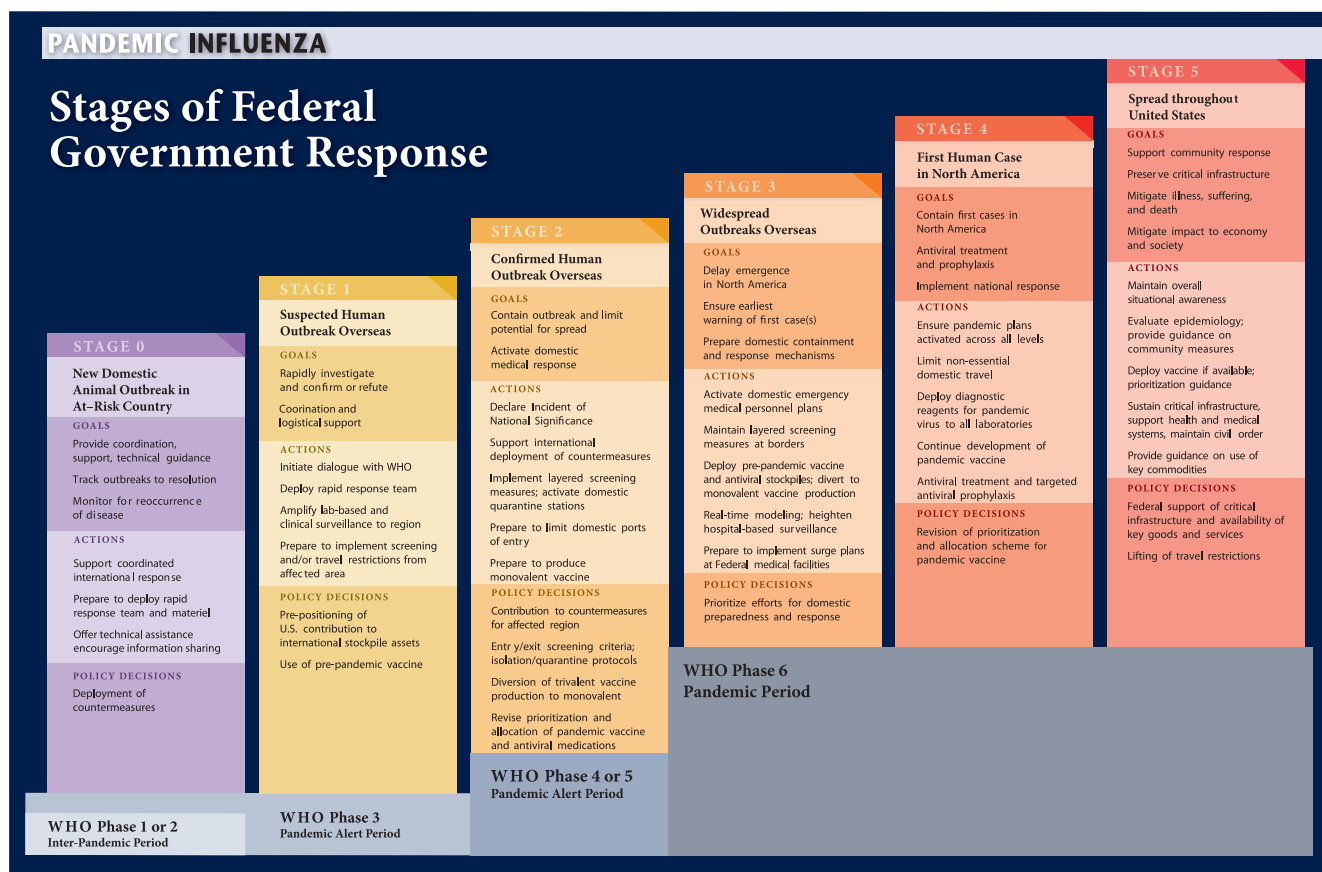 PANDEMIC INFLUENZA
Stages of Federal
Government Response
STAGE 0
New Domestic
Animal Outbreak in
At–Risk Country
GOALS
Provide coordination,
support, technical guidance
Track outbreaks to resolution
Monitor for reoccurrence
of disease
ACTIONS
Support coordinated
international response
Prepare to deploy rapid
response team and materiel
Offer technical assistance
encourage information sharing
POLICY DECISIONS
Deployment of
countermeasures
WHO Phase 1 or 2
Inter-Pandemic Period
STAGE 1
Suspected Human
Outbreak Overseas
GOALS
Rapidly investigate
and confirm or refute
Coorination and
logistical support
ACTIONS
Initiate dialogue with WHO
Deploy rapid response team
Amplify lab-based and
clinical surveillance to region
Prepare to implement screening
and/or travel restrictions from
affected area
POLICY DECISIONS
Pre-positioning of
U.S. contribution to
international stockpile assets
Use of pre-pandemic vaccine
WHO Phase 3
Pandemic Alert Period
STAGE 2
Confirmed Human
Outbreak Overseas
GOALS
Contain outbreak and limit
potential for spread
Activate domestic
medical response
ACTIONS
Declare Incident of
National Significance
Support international
deployment of countermeasures
Implement layered screening
measures; activate domestic
quarantine stations
Prepare to limit domestic ports
of entry
Prepare to produce
monovalent vaccine
POLICY DECISIONS
Contribution to countermeasures
for affected region
Entry/exit screening criteria;
isolation/quarantine protocols
Diversion of trivalent vaccine
production to monovalent
Revise prioritization and
allocation of pandemic vaccine
and antiviral medications
WHO Phase 4 or 5
Pandemic Alert Period
STAGE 3
Widespread
Outbreaks Overseas
GOALS
Delay emergence
in North America
Ensure earliest
warning of first case(s)
Prepare domestic containment
and response mechanisms
ACTIONS
Activate domestic emergency
medical personnel plans
Maintain layered screening
measures at borders
Deploy pre-pandemic vaccine
and antiviral stockpiles; divert to
monovalent vaccine production
Real-time modeling; heighten
hospital-based surveillance
Prepare to implement surge plans
at Federal medical facilities
POLICY DECISIONS
Prioritize efforts for domestic
preparedness and response
STAGE 4
First Human Case
in North America
GOALS
Contain first cases in
North America
Antiviral treatment
and prophylaxis
Implement national response
ACTIONS
Ensure pandemic plans
activated across all levels
Limit non-essential
domestic travel
Deploy diagnostic
reagents for pandemic
virus to all laboratories
Continue development of
pandemic vaccine
Antiviral treatment and targeted
antiviral prophylaxis
POLICY DECISIONS
Revision of prioritization
and allocation scheme for
pandemic vaccine
STAGE 5
Spread throughout
United States
GOALS
Support community response
Preserve critical infrastructure
Mitigate illness, suffering,
and death
Mitigate impact to economy
and society
ACTIONS
Maintain overall
situational awareness
Evaluate epidemiology;
provide guidance on
community measures
Deploy vaccine if available;
prioritization guidance
Sustain critical infrastructure,
support health and medical
systems, maintain civil order
Provide guidance on use of
key commodities
POLICY DECISIONS
Federal support of critical
infrastructure and availability of
key goods and services
Lifting of travel restrictions
WHO Phase 6
Pandemic Period